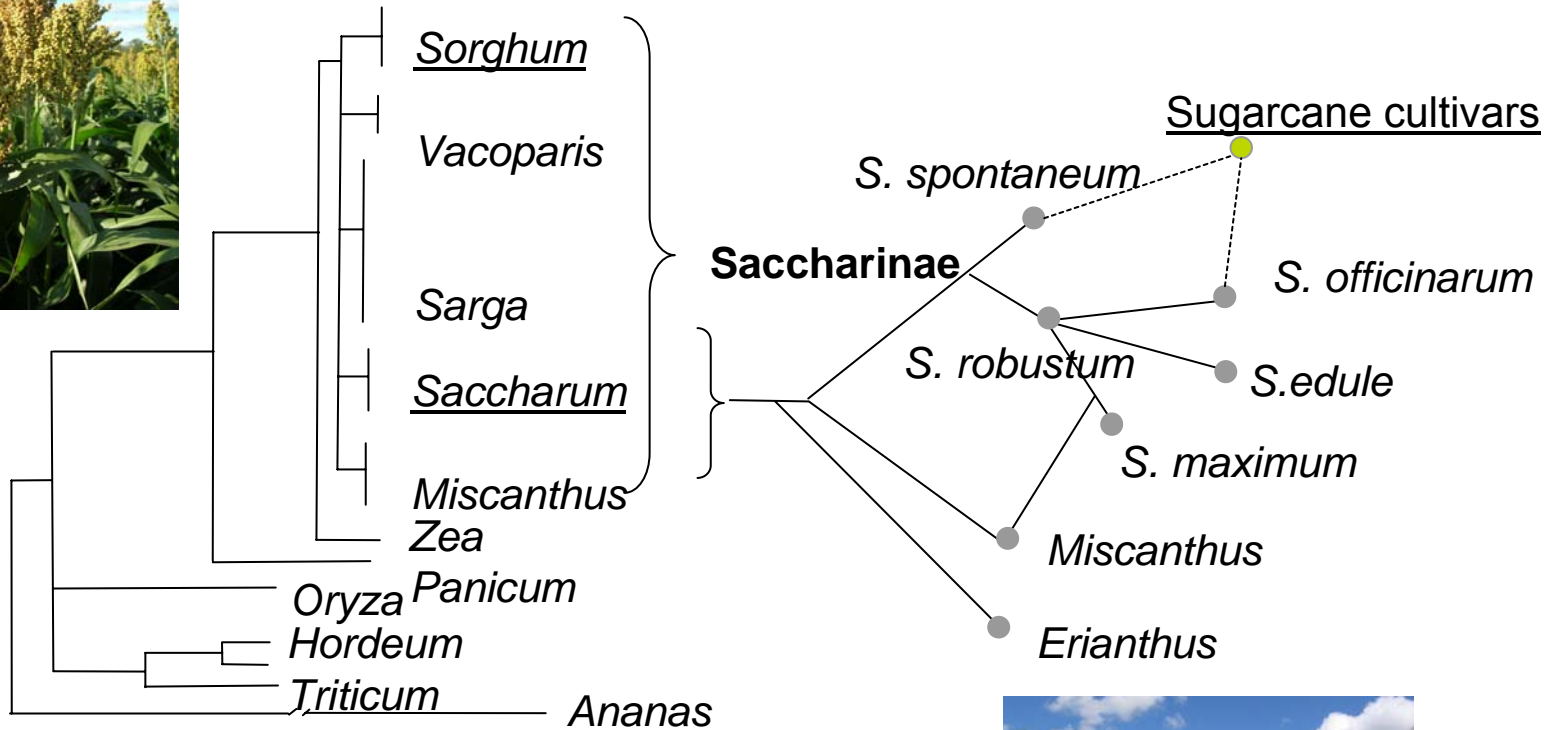 Sorghum
Vacoparis
Sarga
Saccharum
Miscanthus
Zea
Panicum
Oryza
Hordeum
Triticum
Ananas
Saccharinae
Sugarcane cultivars
S. spontaneum
S. officinarum
S. robustum
S.edule
S. maximum
Miscanthus
Erianthus